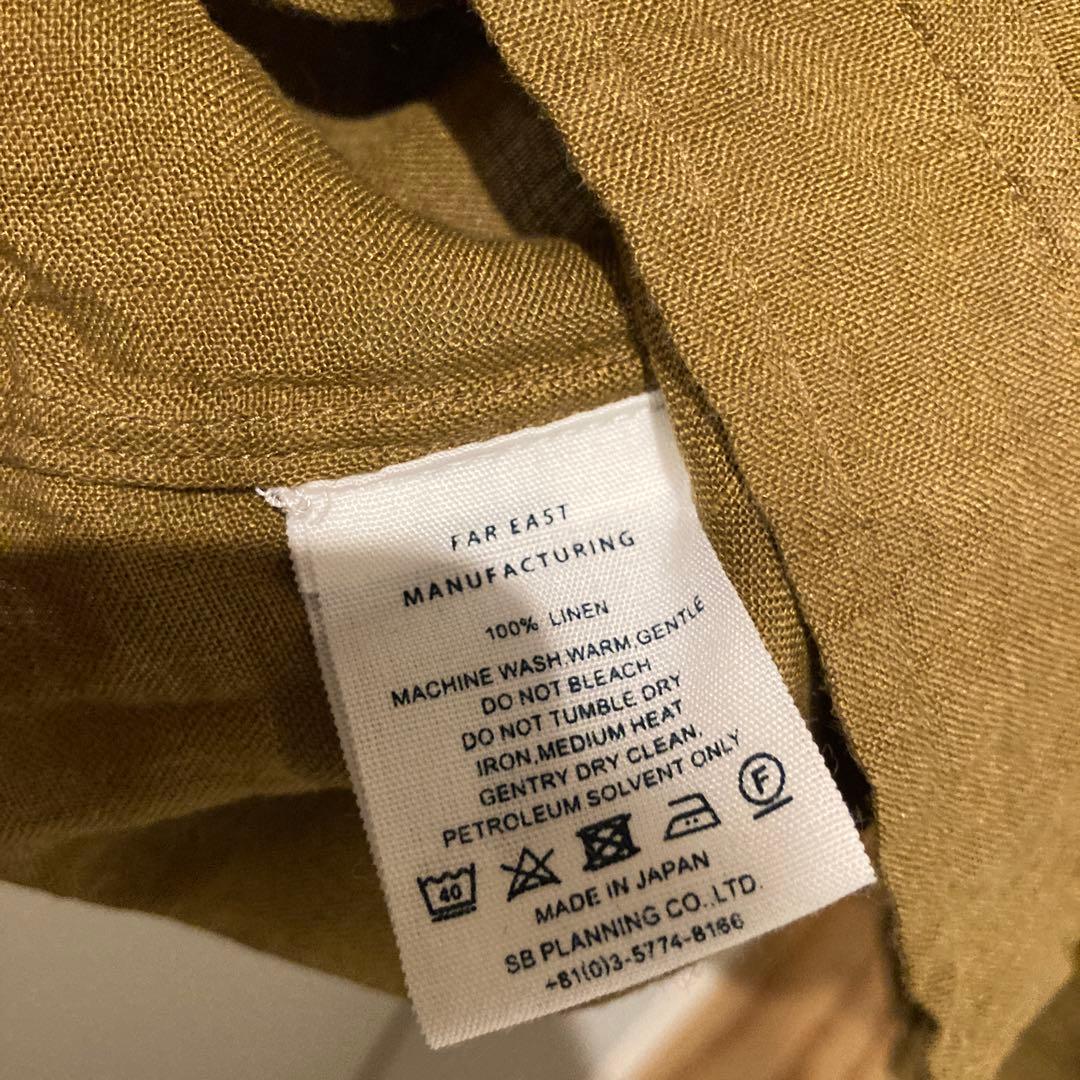 FAR EAST
MANUFACTURING
100% LINEN
MACHINE WASH,WARM,GENTLE
DO NOT BLEACH
DO NOT TUMBLE DRY
IRON,MEDIUM HEAT
GENTRY DRY CLEAN,
PETROLEUM SOLVENT ONLY
40 F
MADE IN JAPAN
SB PLANNING CO.,LTD.
+81(0)3-5774-8166